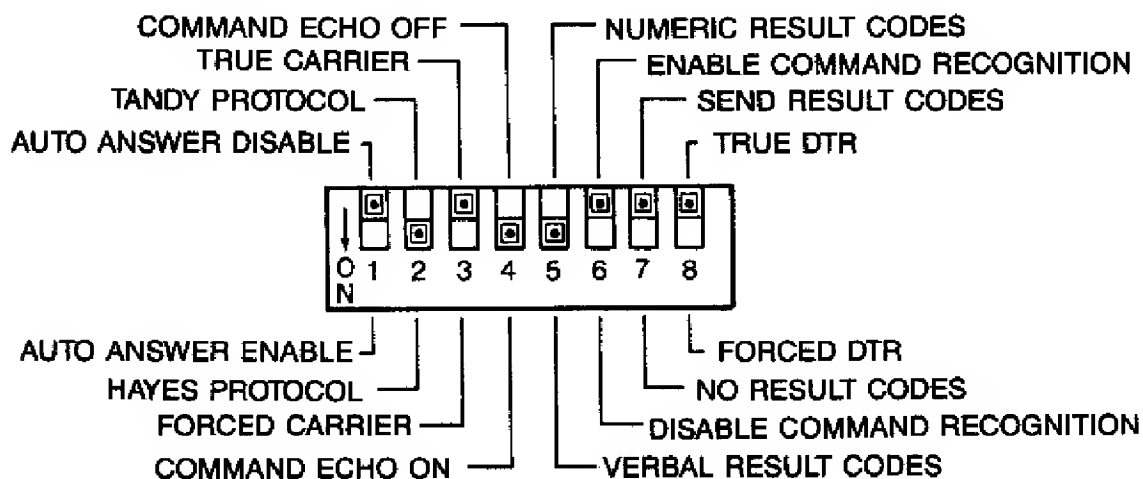 COMMAND ECHO OFF
NUMERIC RESULT CODES
TRUE CARRIER
ENABLE COMMAND RECOGNITION
TANDY PROTOCOL
SEND RESULT CODES
AUTO ANSWER DISABLE
TRUE DTR
ON 1 2 3 4 5 6 7 8
AUTO ANSWER ENABLE
FORCED DTR
HAYES PROTOCOL
NO RESULT CODES
FORCED CARRIER
DISABLE COMMAND RECOGNITION
COMMAND ECHO ON
VERBAL RESULT CODES